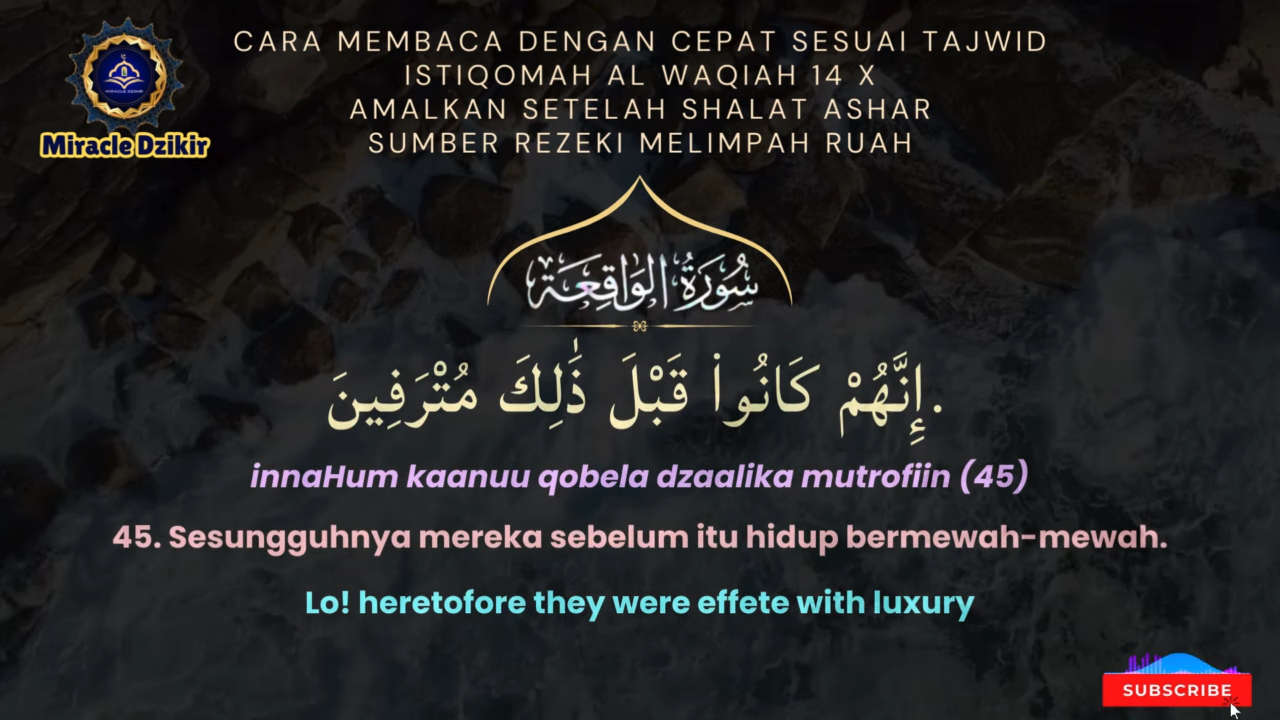 CARA MEMBACA DENGAN CEPAT SESUAI TAJWID
ISTIQOMAH AL WAQIAH 14 X
AMALKAN SETELAH SHALAT ASHAR
SUMBER REZEKI MELIMPAH RUAH
MIRACLE DZIKIR
Miracle Dzikir
سُورَةُ الوَاقِعَة
.إِنَّهُمْ كَانُوا۟ قَبْلَ ذَٰلِكَ مُتْرَفِينَ
innaHum kaanuu qobela dzaalika mutrofiin (45)
45. Sesungguhnya mereka sebelum itu hidup bermewah-mewah.
Lo! heretofore they were effete with luxury
SUBSCRIBE